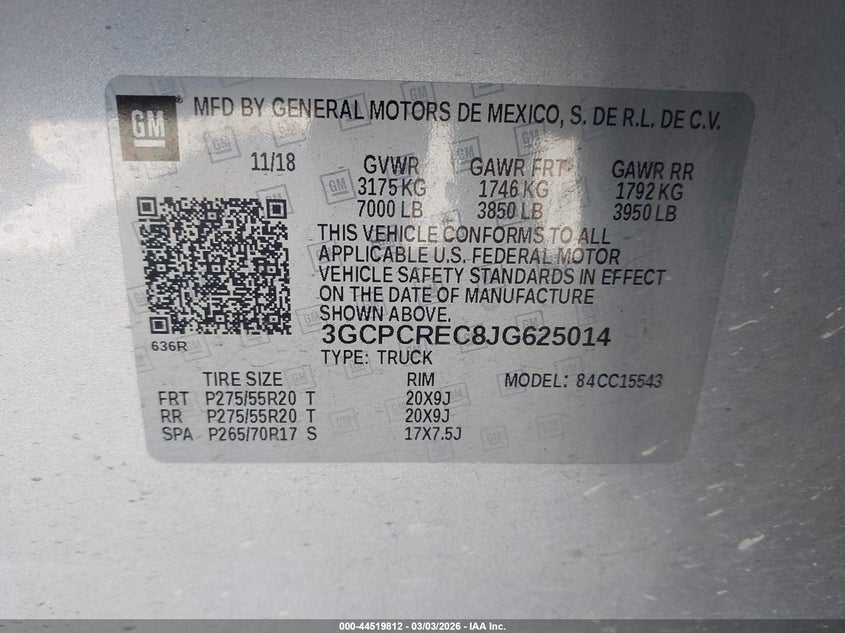 GM
® MFD BY GENERAL MOTORS DE MEXICO, S. DE R.L. DE C.V.
11/18 GVWR GAWR FRT GAWR RR
3175 KG 1746 KG 1792 KG
7000 LB 3850 LB 3950 LB
THIS VEHICLE CONFORMS TO ALL
APPLICABLE U.S. FEDERAL MOTOR
VEHICLE SAFETY STANDARDS IN EFFECT
ON THE DATE OF MANUFACTURE
SHOWN ABOVE.
3GCPCREC8JG625014
636R
TYPE: TRUCK
TIRE SIZE RIM MODEL: 84CC15543
FRT P275/55R20 T 20X9J
RR P275/55R20 T 20X9J
SPA P265/70R17 S 17X7.5J
000-44519812 - 03/03/2026 - IAA Inc.